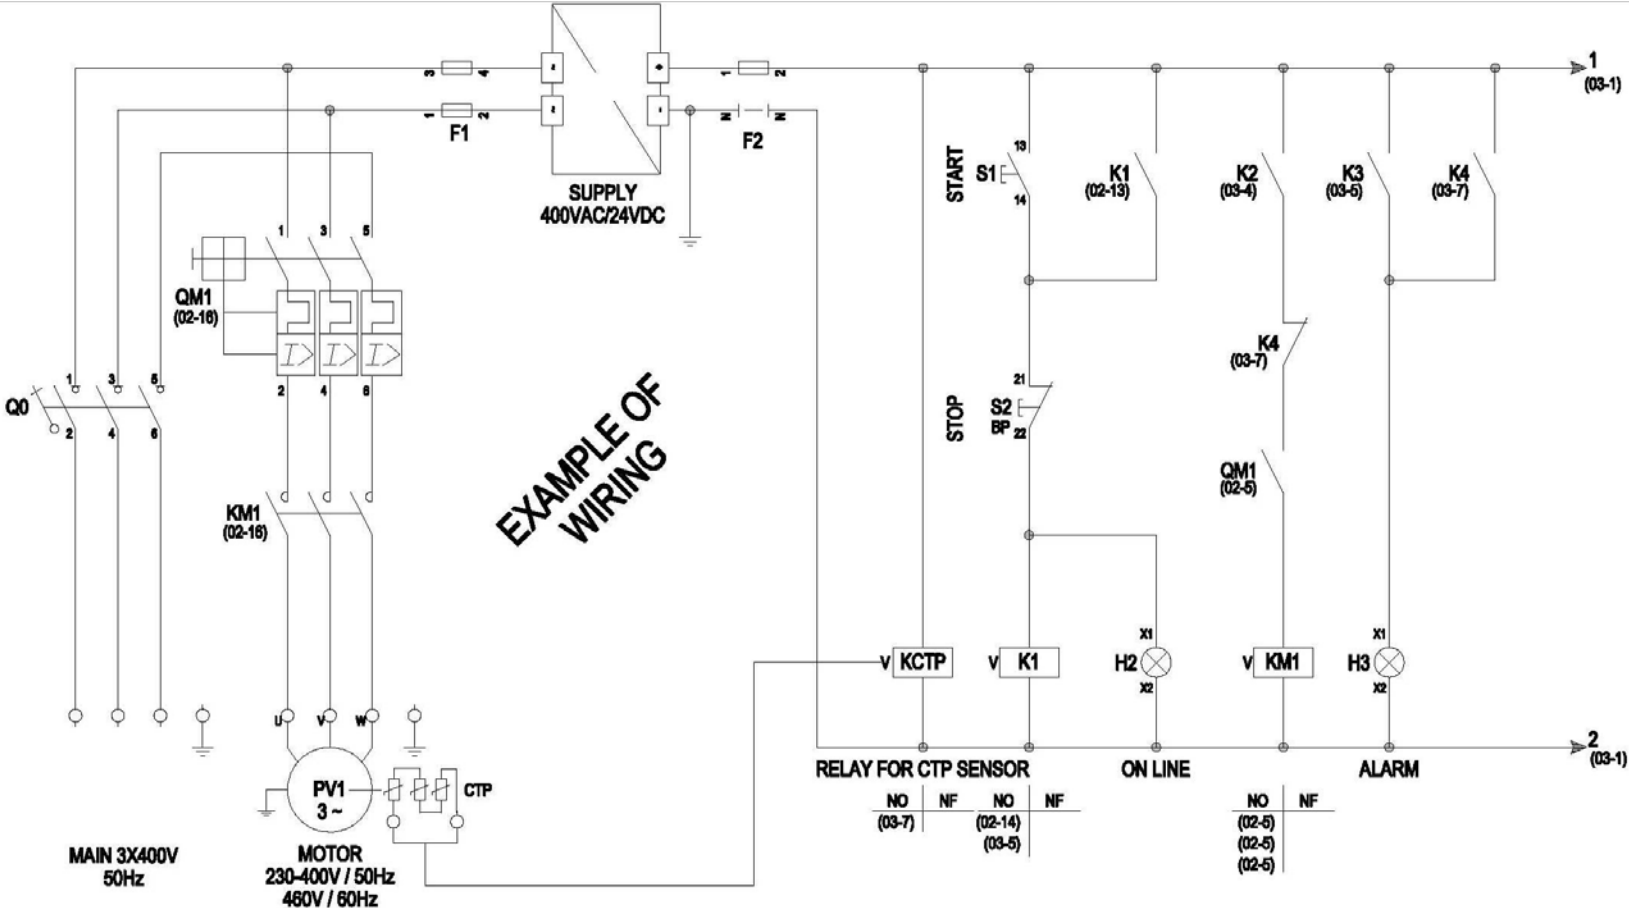 1
(03-1)
3
4
1
2
F1
~
~
+
-
SUPPLY
400VAC/24VDC
1
2
N
N
F2
START
S1
13
14
K1
(02-13)
K2
(03-4)
K3
(03-5)
K4
(03-7)
1
3
5
QM1
(02-16)
I>
I>
I>
2
4
6
Q0
1
3
5
2
4
6
KM1
(02-16)
EXAMPLE OF
WIRING
STOP
21
S2
BP
22
K4
(03-7)
QM1
(02-5)
V
KCTP
V
K1
X1
H2
X2
V
KM1
X1
H3
X2
2
(03-1)
U
V
W
PV1
3 ~
CTP
RELAY FOR CTP SENSOR
ON LINE
ALARM
NO
NF
(03-7)
NO
NF
(02-14)
(03-5)
NO
NF
(02-5)
(02-5)
(02-5)
MAIN 3X400V
50Hz
MOTOR
230-400V / 50Hz
460V / 60Hz